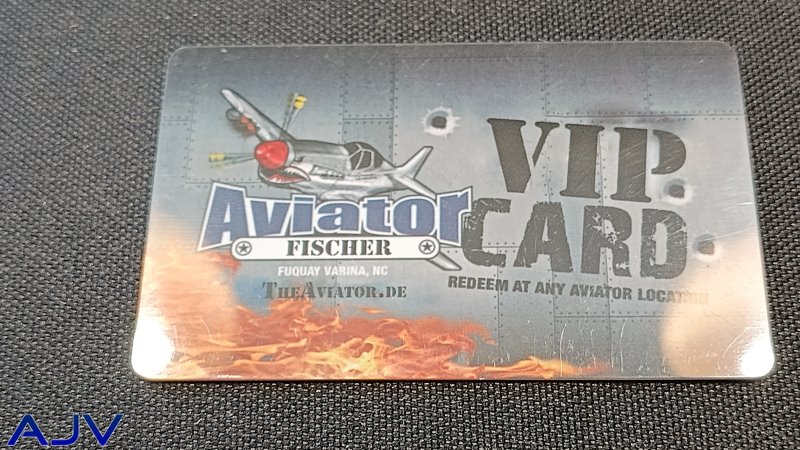 VIP
CARD
REDEEM AT ANY AVIATOR LOCATION
AVIATOR
FISCHER
FUQUAY VARINA, NC
THEAVIATOR.DE
AJV